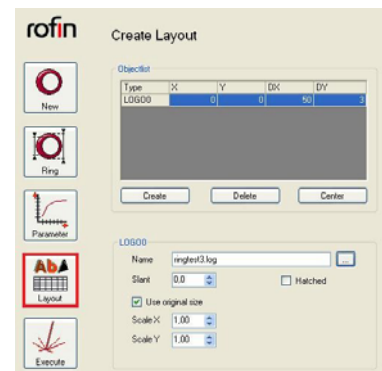 rofin
Create Layout
Objectlist
Type X Y DX DY
LOGO0 0 0 50 3
New
Ring
Create Delete Center
Parameter
LOGO0
Name ringtest3.log ...
Slant 0.0 Hatched
AbA
Layout
Use original size
Scale X 1,00
Scale Y 1,00
Execute